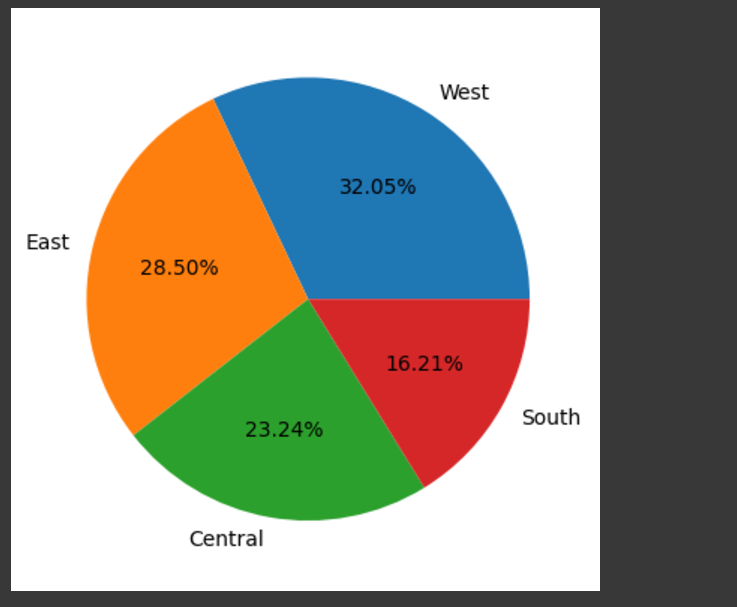 West
32.05%
East
28.50%
16.21%
South
23.24%
Central